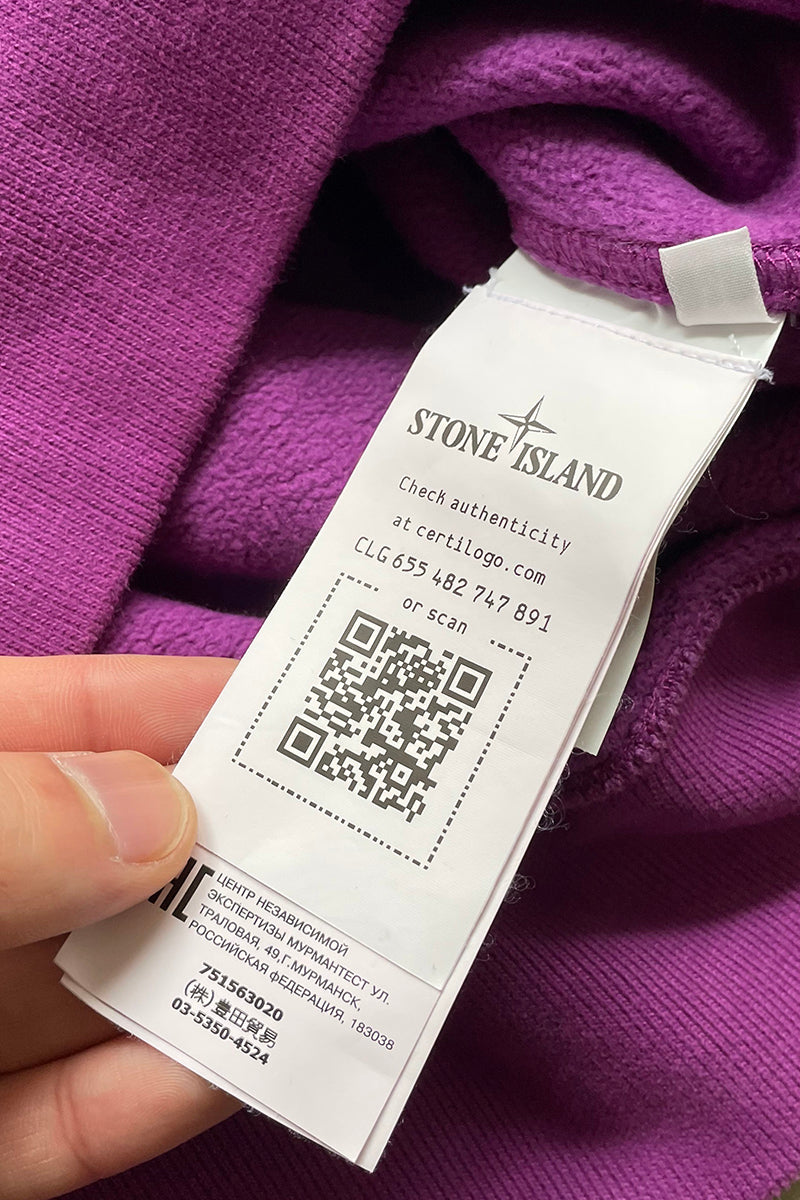 STONE ISLAND
Check authenticity
at certilogo.com
CLG 655 482 747 891
or scan
ЦЕНТР НЕЗАВИСИМОЙ
ЭКСПЕРТИЗЫ МУРМАНТЕСТ УЛ.
ТРАЛОВАЯ, 49,Г.МУРМАНСК,
РОССИЙСКАЯ ФЕДЕРАЦИЯ, 183038
751563020
(株)豊田貿易
03-5350-4524